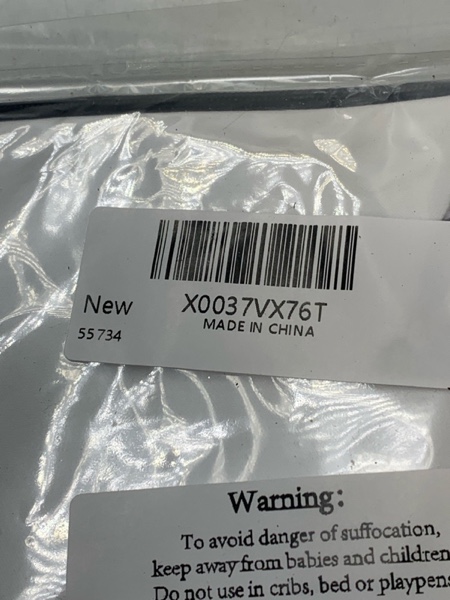 New X0037VX76T
MADE IN CHINA
55734
Warning:
To avoid danger of suffocation,
keep away from babies and children
Do not use in cribs, bed or playpens